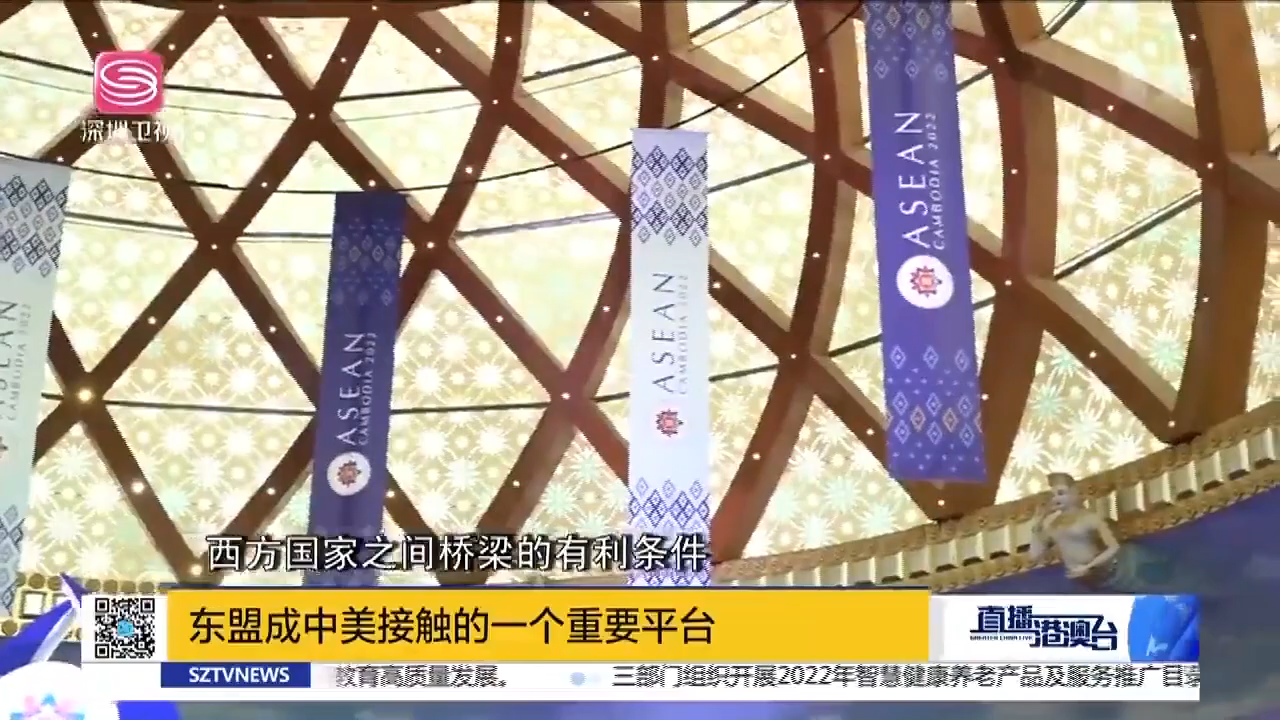 深圳卫视
ASEAN
CAMBODIA 2022
ASEAN
CAMBODIA 2022
ASEAN
CAMBODIA 2022
ASEAN
CAMBODIA 2022
西方国家之间桥梁的有利条件
东盟成中美接触的一个重要平台
直播港澳台
SZTVNEWS
教育高质量发展。
三部门组织开展2022年智慧健康养老产品及服务推广目录